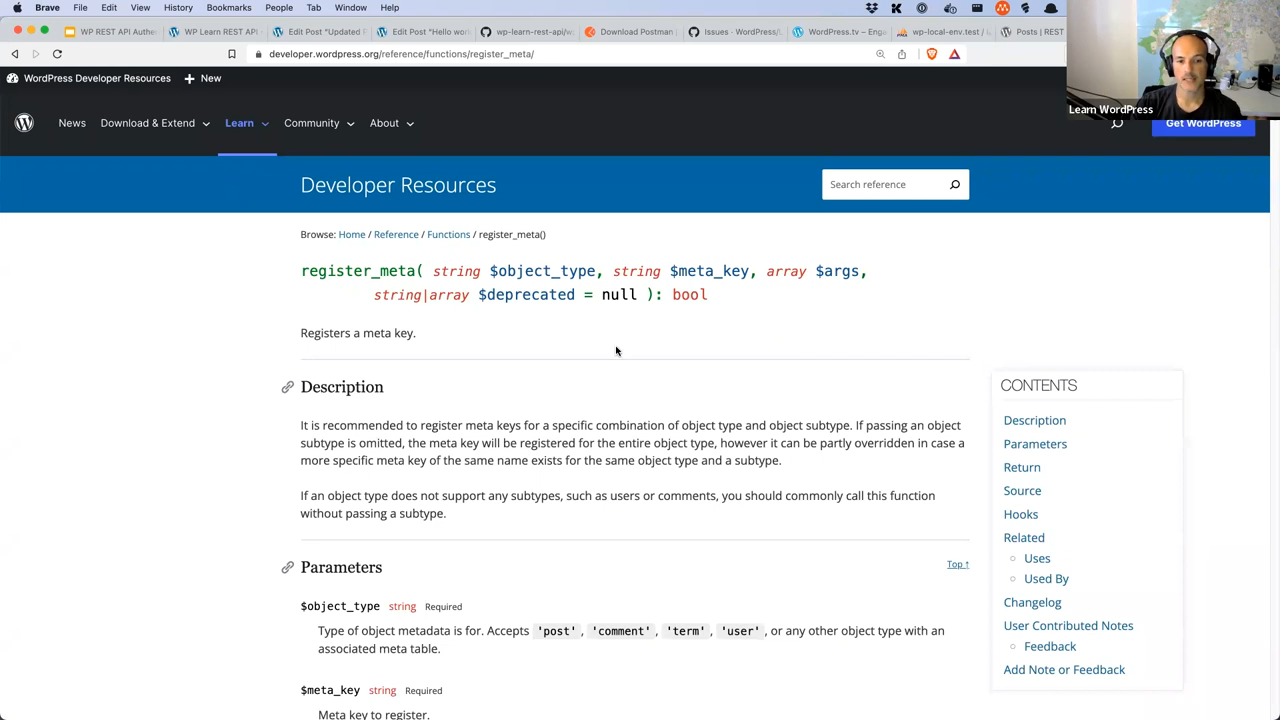 Brave File Edit View History Bookmarks People Tab Window Help
WP REST API Authe
WP Learn REST API
Edit Post "Updated
Edit Post "Hello wor
wp-learn-rest-api/w
Download Postman
Issues · WordPress/
WordPress.tv – Eng
wp-local-env.test / l
Posts | REST
developer.wordpress.org/reference/functions/register_meta/
WordPress Developer Resources
New
Learn WordPress
News Download & Extend Learn Community About
Get WordPress
Developer Resources
Search reference
Browse: Home / Reference / Functions / register_meta()
register_meta( string $object_type, string $meta_key, array $args,
string|array $deprecated = null ): bool
Registers a meta key.
Description
It is recommended to register meta keys for a specific combination of object type and object subtype. If passing an object
subtype is omitted, the meta key will be registered for the entire object type, however it can be partly overridden in case a
more specific meta key of the same name exists for the same object type and a subtype.
If an object type does not support any subtypes, such as users or comments, you should commonly call this function
without passing a subtype.
Parameters
Top ↑
$object_type string Required
Type of object metadata is for. Accepts 'post', 'comment', 'term', 'user', or any other object type with an
associated meta table.
$meta_key string Required
Meta key to register.
CONTENTS
Description
Parameters
Return
Source
Hooks
Related
Uses
Used By
Changelog
User Contributed Notes
Feedback
Add Note or Feedback